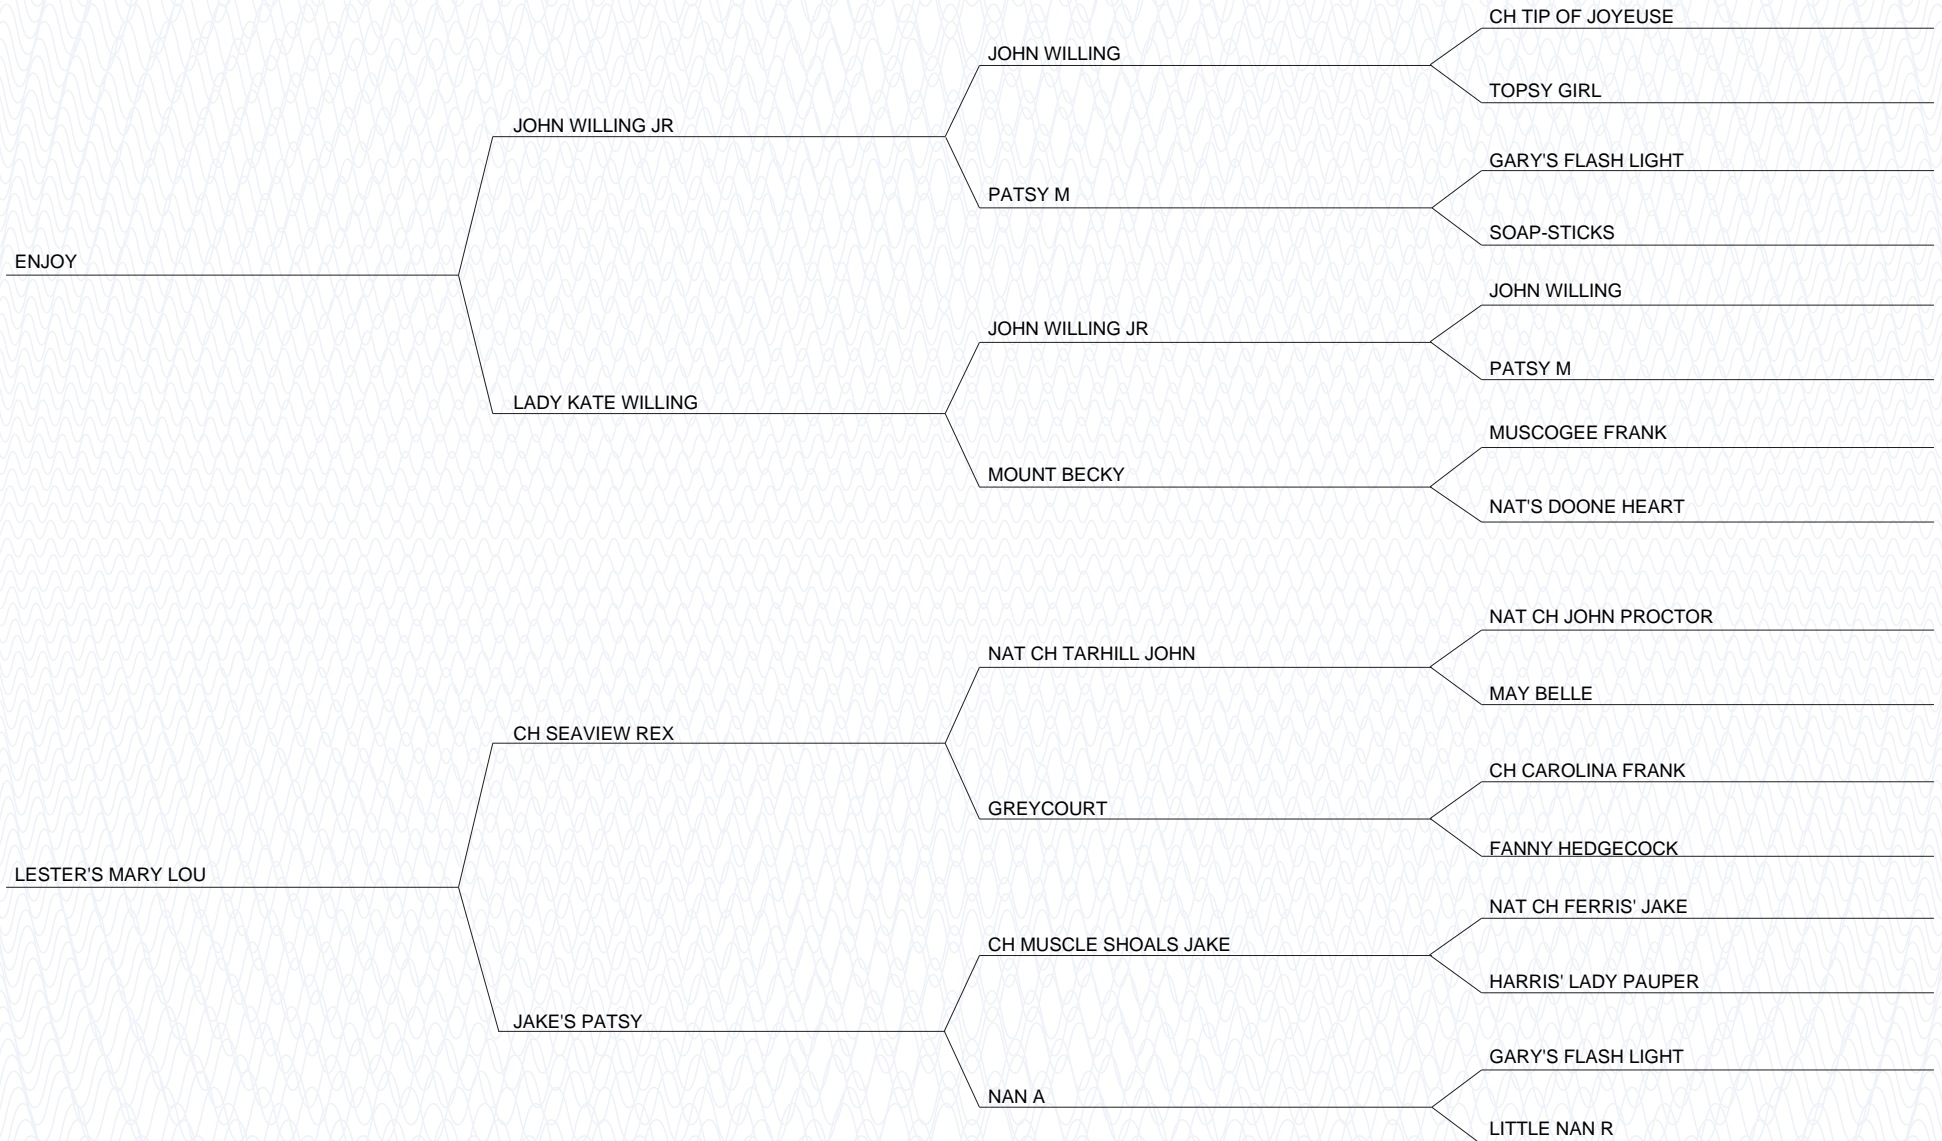 CH TIP OF JOYEUSE
JOHN WILLING
TOPSY GIRL
JOHN WILLING JR
GARY'S FLASH LIGHT
PATSY M
SOAP-STICKS
ENJOY
JOHN WILLING
JOHN WILLING JR
PATSY M
LADY KATE WILLING
MUSCOGEE FRANK
MOUNT BECKY
NAT'S DOONE HEART
NAT CH JOHN PROCTOR
NAT CH TARHILL JOHN
MAY BELLE
CH SEAVIEW REX
CH CAROLINA FRANK
GREYCOURT
FANNY HEDGECOCK
LESTER'S MARY LOU
NAT CH FERRIS' JAKE
CH MUSCLE SHOALS JAKE
HARRIS' LADY PAUPER
JAKE'S PATSY
GARY'S FLASH LIGHT
NAN A
LITTLE NAN R